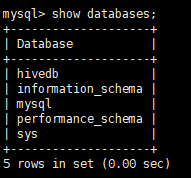 mysql> show databases;
+--------------------+
| Database           |
+--------------------+
| hivedb             |
| information_schema |
| mysql              |
| performance_schema |
| sys                |
+--------------------+
5 rows in set (0.00 sec)